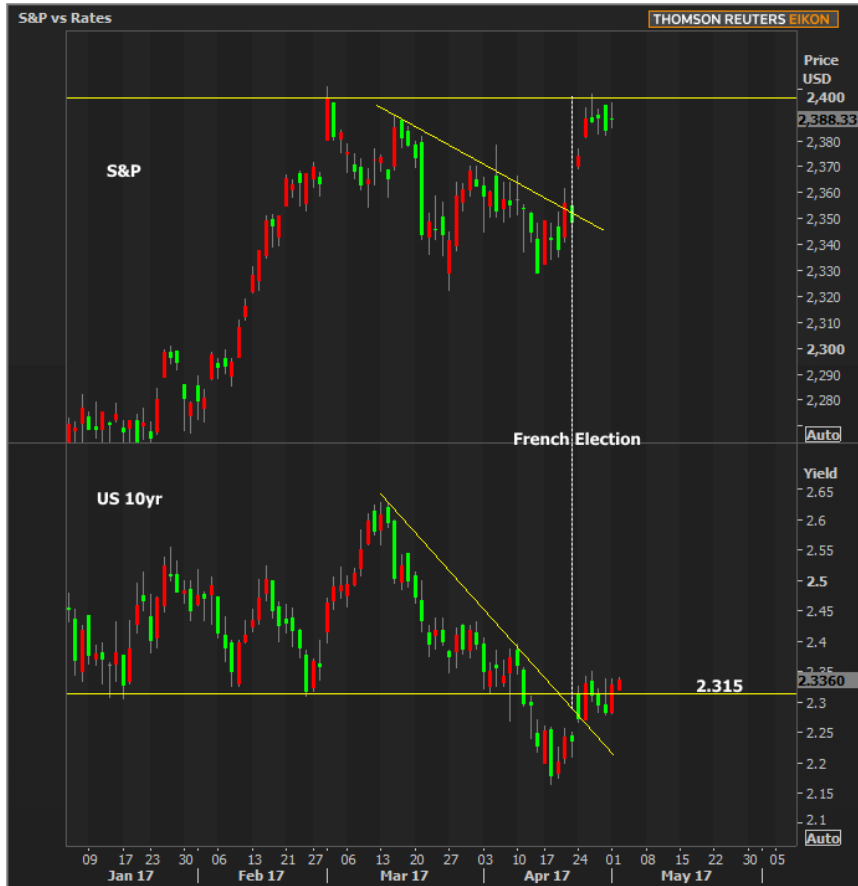 S&P vs Rates
THOMSON REUTERS EIKON
Price
USD
2,400
2,388.33
2,380
2,370
2,360
2,350
2,340
2,330
2,320
2,310
2,300
2,290
2,280
Auto
S&P
French Election
Yield
US 10yr
2.65
2.6
2.55
2.5
2.45
2.4
2.35
2.3360
2.315
2.3
2.25
2.2
2.15
2.1
Auto
09 17 23 30 06 13 21 27 06 13 20 27 03 10 17 24 01 08 15 22 30 05
Jan 17 Feb 17 Mar 17 Apr 17 May 17